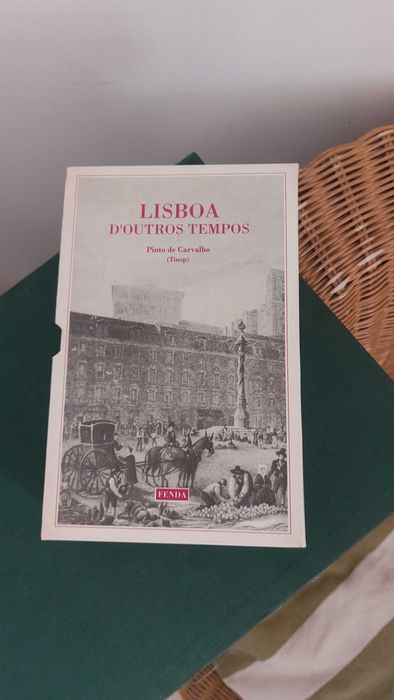 LISBOA
D'OUTROS TEMPOS
Pinto de Carvalho
(Tinop)
FENDA